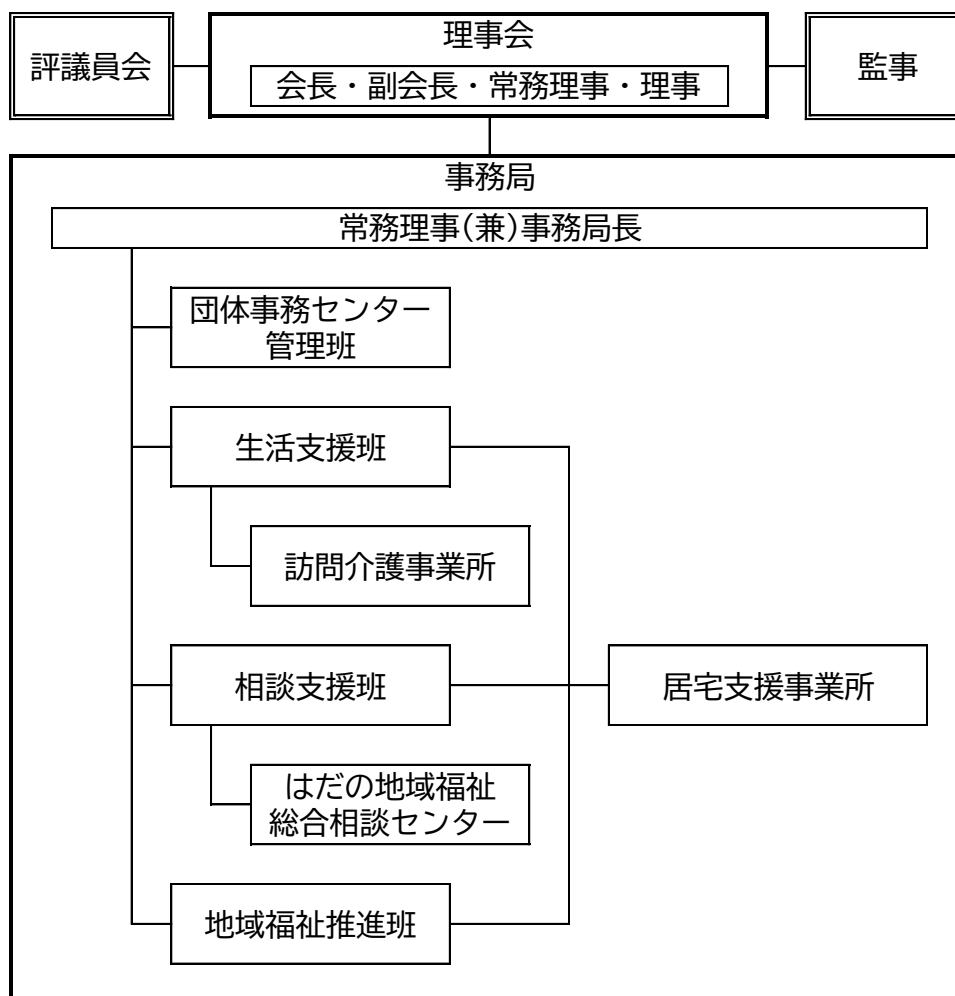 評議員会
理事会
会長・副会長・常務理事・理事
監事
事務局
常務理事(兼)事務局長
団体事務センター
管理班
生活支援班
訪問介護事業所
相談支援班
居宅支援事業所
はだの地域福祉
総合相談センター
地域福祉推進班